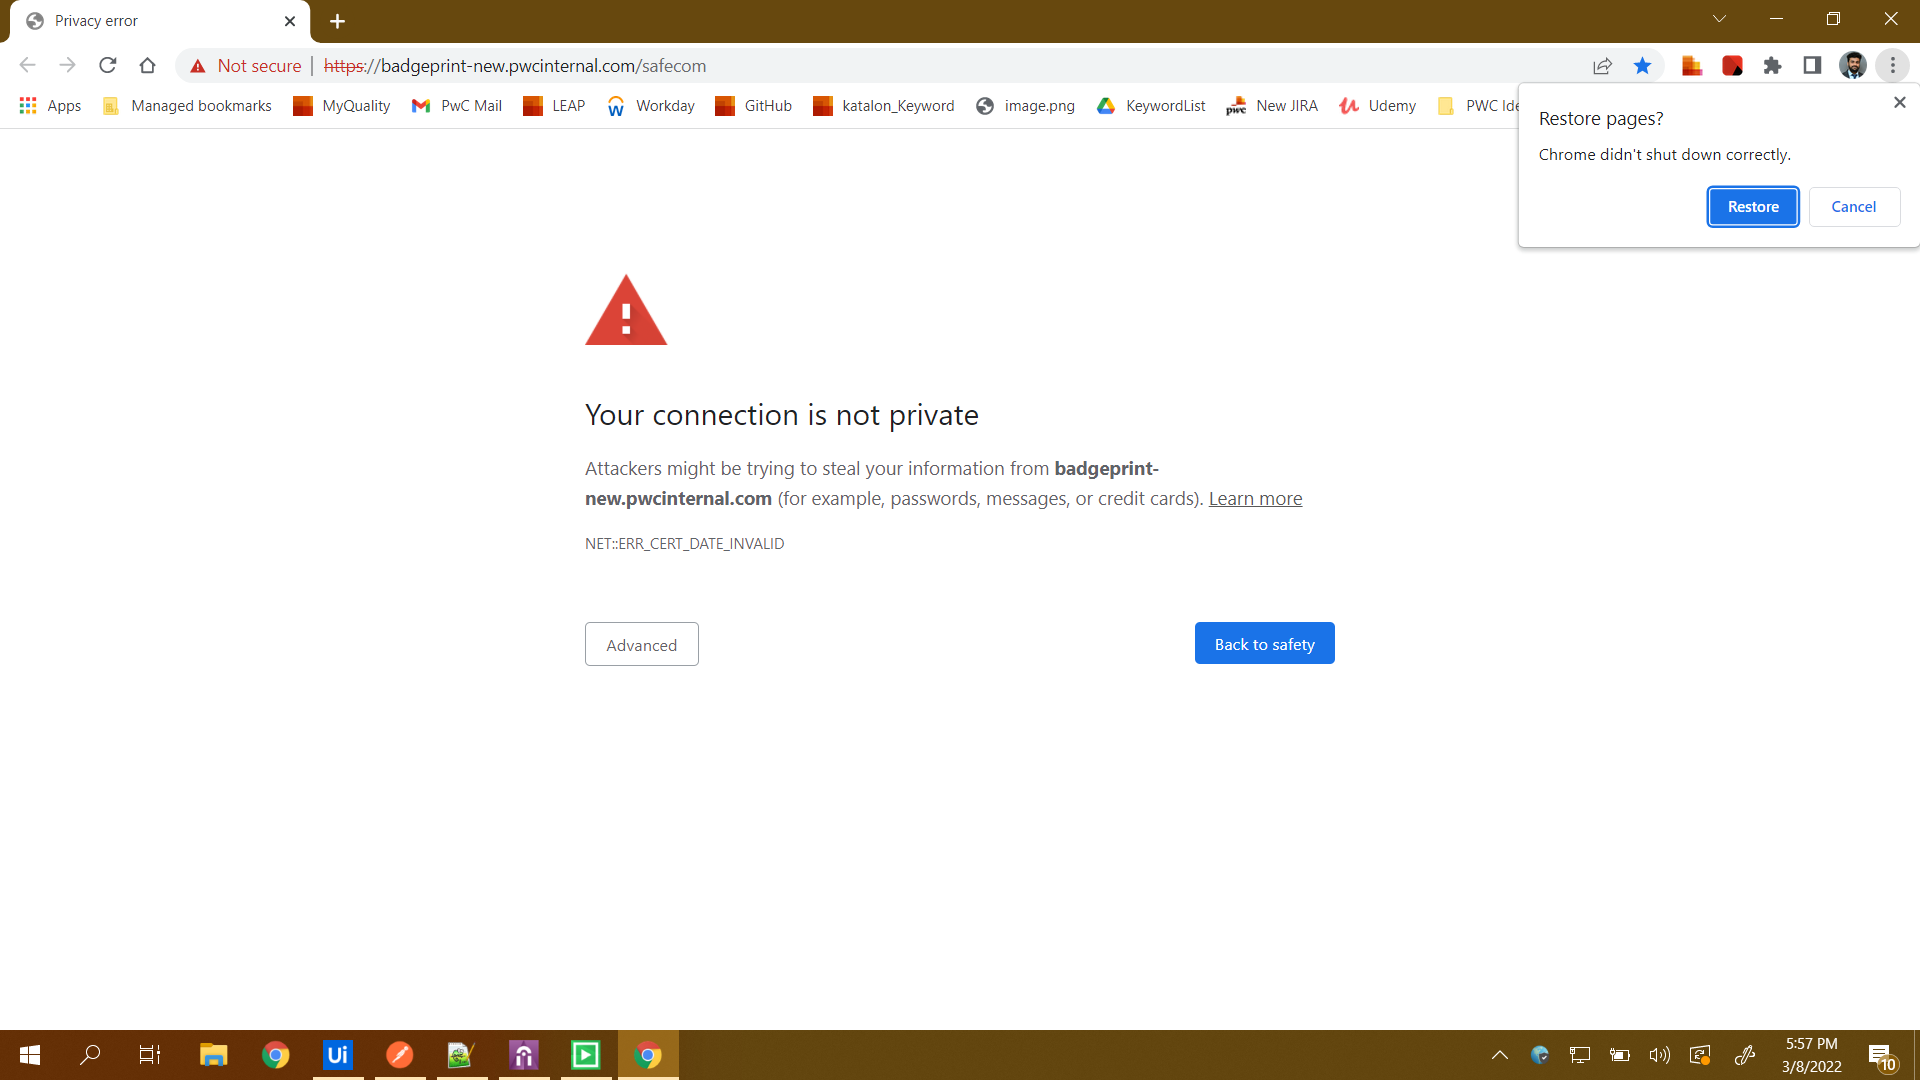 Privacy error
Not secure | https://badgeprint-new.pwcinternal.com/safecom
Apps Managed bookmarks MyQuality PwC Mail LEAP Workday GitHub katalon_Keyword image.png KeywordList pwc New JIRA Udemy PWC Ide
Restore pages?
Chrome didn't shut down correctly.
Restore Cancel
Your connection is not private
Attackers might be trying to steal your information from badgeprint-
new.pwcinternal.com (for example, passwords, messages, or credit cards). Learn more
NET::ERR_CERT_DATE_INVALID
Advanced Back to safety
Ui
5:57 PM
3/8/2022
10